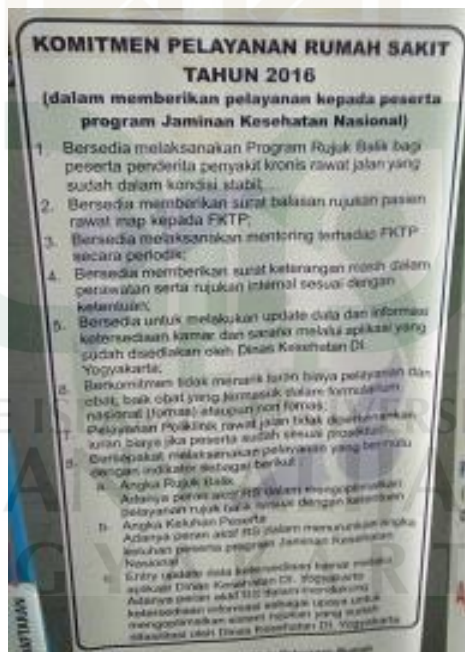 KOMITMEN PELAYANAN RUMAH SAKIT
TAHUN 2016
(dalam memberikan pelayanan kepada peserta
program Jaminan Kesehatan Nasional)
1. Bersedia melaksanakan Program Rujuk Balik bagi
peserta penderita penyakit kronis rawat jalan yang
sudah dalam kondisi stabil;
2. Bersedia memberikan surat balasan rujukan pasien
rawat inap kepada FKTP;
3. Bersedia melaksanakan mentoring terhadap FKTP
secara periodik;
4. Bersedia memberikan surat keterangan masih dalam
perawatan serta rujukan internal sesuai dengan
ketentuan;
5. Bersedia untuk melakukan update data dan informasi
ketersediaan kamar dan sarana melalui aplikasi yang
sudah disediakan oleh Dinas Kesehatan DI.
Yogyakarta;
6. Berkomitmen tidak menarik iuran biaya pelayanan dan
obat, baik obat yang termasuk dalam formularium
nasional (fornas) ataupun non fornas;
7. Pelayanan Poliklinik rawat jalan tidak
iuran biaya jika peserta sudah sesuai prosedur;
8. Bersepakat melaksanakan pelayanan yang bermutu
dengan indikator sebagai berikut
a. Angka Rujuk Balik
Adanya peran aktif RS dalam mengoptimalkan
pelayanan rujuk balik sesuai dengan ketentuan
b. Angka Keluhan Peserta
Adanya peran aktif RS dalam menurunkan angka
keluhan peserta program Jaminan Kesehatan
Nasional
Entry update data ketersediaan kamar melalui
aplikasi Dinas Kesehatan DI. Yogyakarta
Adanya peran aktif RS dalam mendukung
ketersediaan informasi sebagai upaya untuk
mengoptimalkan sistem rujukan yang sudah
difasilitasi oleh Dinas Kesehatan DI. Yogyakarta